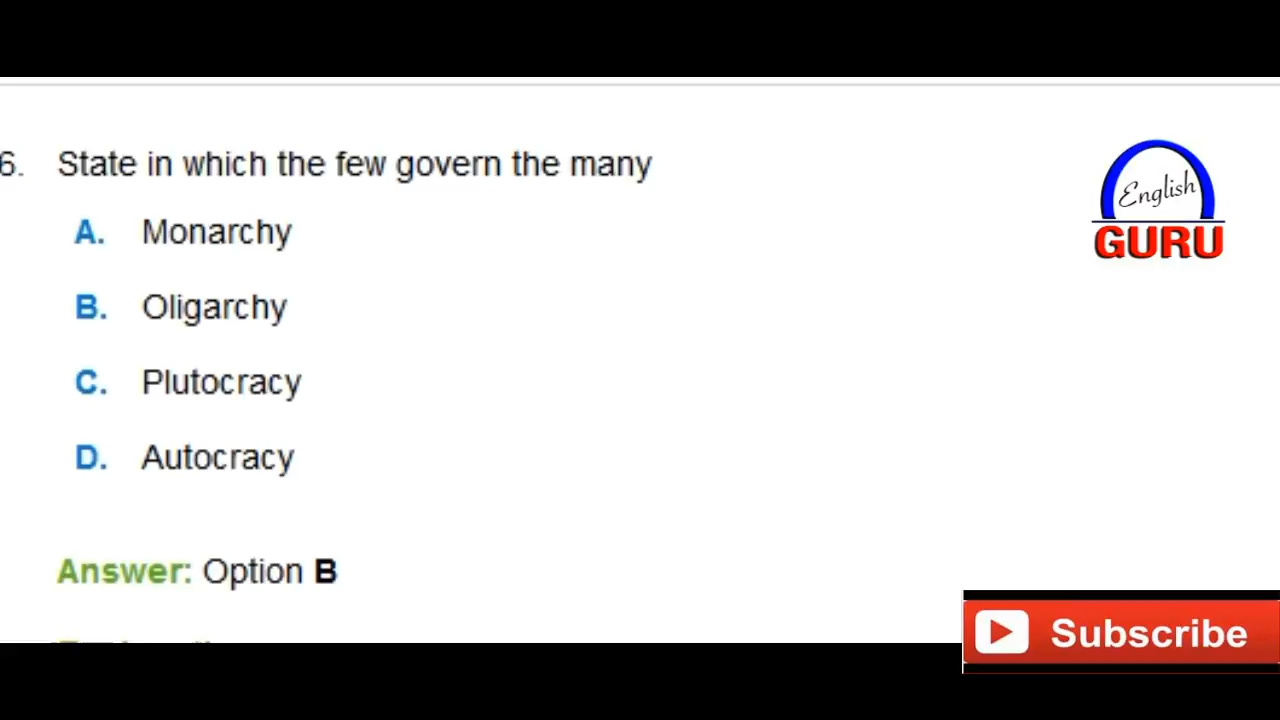 6. State in which the few govern the many
A. Monarchy
B. Oligarchy
C. Plutocracy
D. Autocracy
Answer: Option B
English
GURU
Subscribe